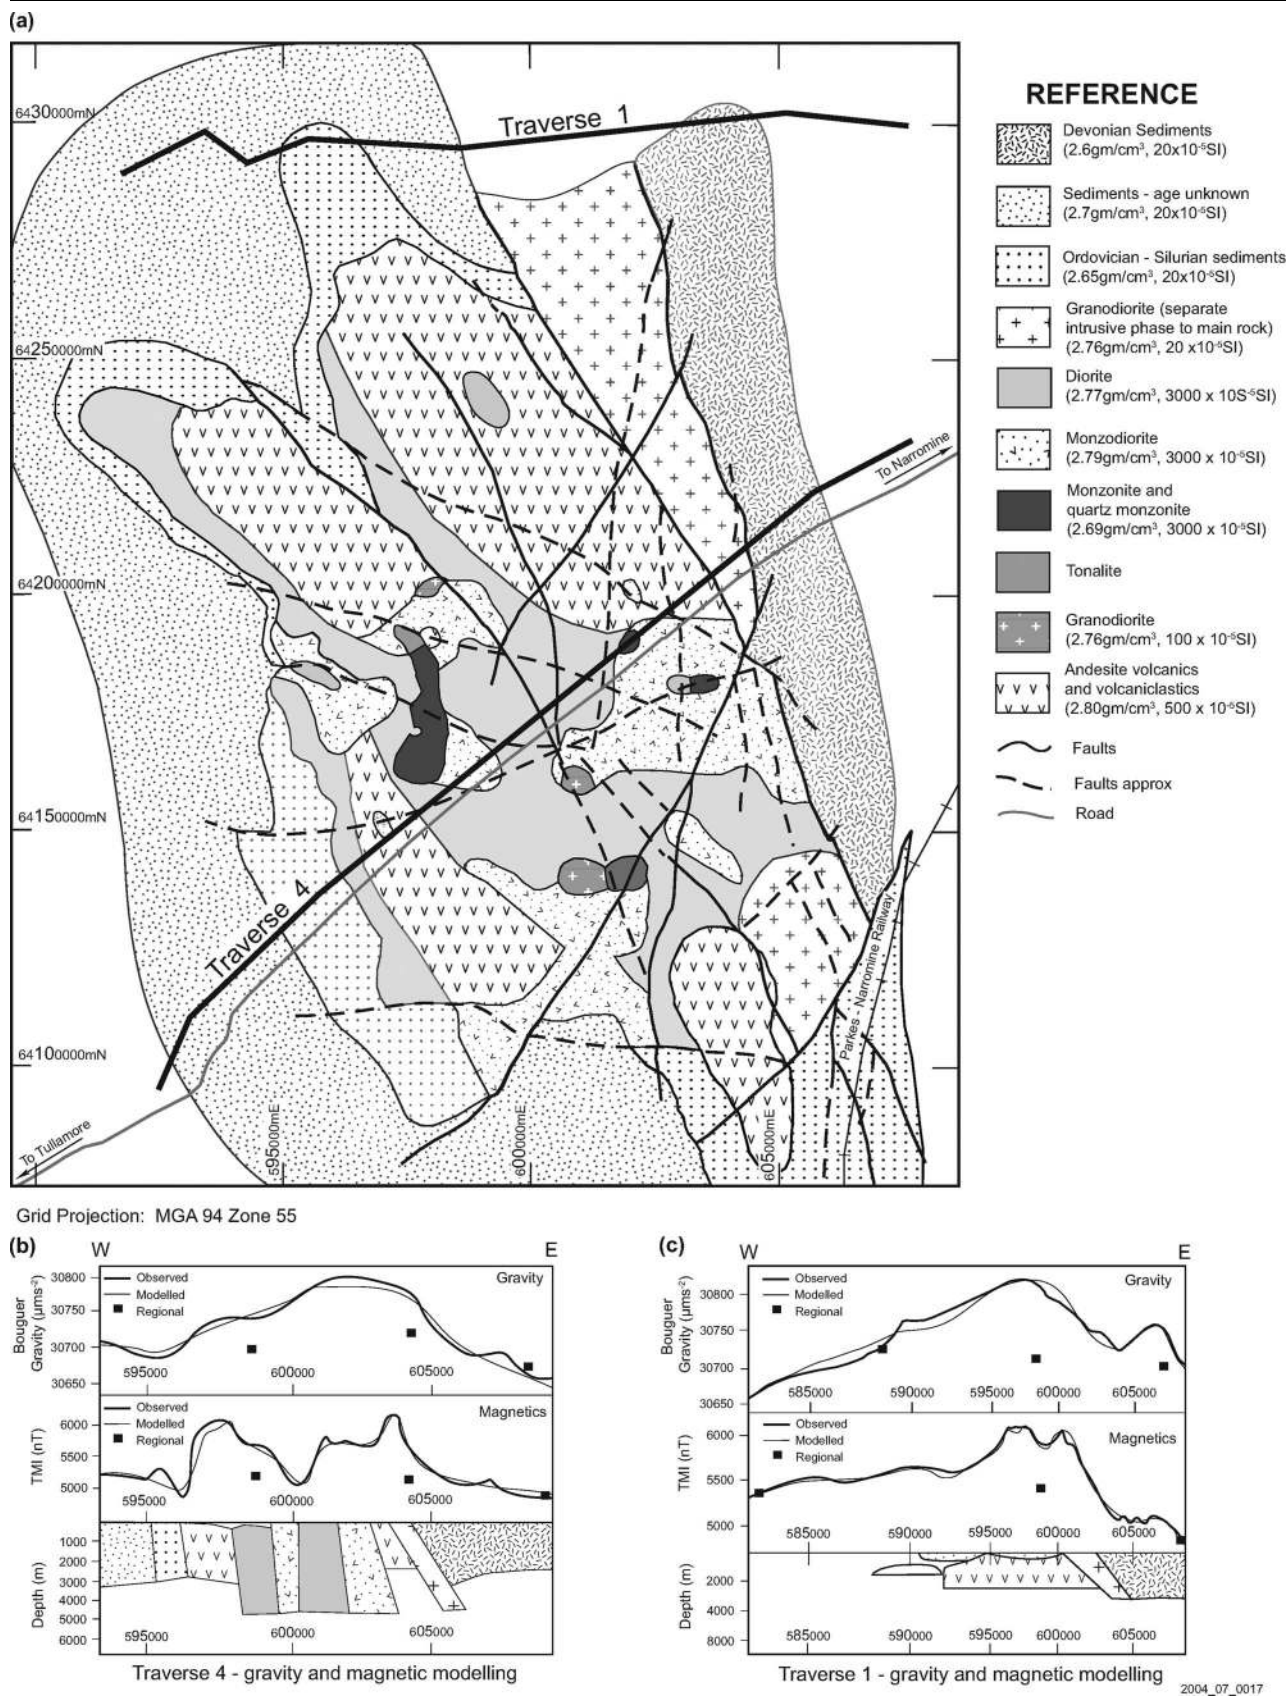 (a)
6430000mN
6425000mN
6420000mN
6415000mN
6410000mN
595000mE
600000mE
605000mE
Traverse 1
Traverse 4
To Narromine
To Tullamore
Parkes - Narromine Railway
REFERENCE
Devonian Sediments
(2.6gm/cm³, 20x10⁻⁵SI)
Sediments - age unknown
(2.7gm/cm³, 20x10⁻⁵SI)
Ordovician - Silurian sediments
(2.65gm/cm³, 20x10⁻⁵SI)
Granodiorite (separate
intrusive phase to main rock)
(2.76gm/cm³, 20 x10⁻⁵SI)
Diorite
(2.77gm/cm³, 3000 x 10S⁻⁵SI)
Monzodiorite
(2.79gm/cm³, 3000 x 10⁻⁵SI)
Monzonite and
quartz monzonite
(2.69gm/cm³, 3000 x 10⁻⁵SI)
Tonalite
Granodiorite
(2.76gm/cm³, 100 x 10⁻⁵SI)
Andesite volcanics
and volcaniclastics
(2.80gm/cm³, 500 x 10⁻⁵SI)
Faults
Faults approx
Road
Grid Projection: MGA 94 Zone 55
(b)
W
E
Bouguer
Gravity (µms⁻²)
30800
30750
30700
30650
Observed
Modelled
Regional
Gravity
595000
600000
605000
TMI (nT)
6000
5500
5000
Observed
Modelled
Regional
Magnetics
595000
600000
605000
Depth (m)
1000
2000
3000
4000
5000
6000
595000
600000
605000
Traverse 4 - gravity and magnetic modelling
(c)
W
E
Bouguer
Gravity (µms⁻²)
30800
30750
30700
30650
Observed
Modelled
Regional
Gravity
585000
590000
595000
600000
605000
TMI (nT)
6000
5500
5000
Observed
Modelled
Regional
Magnetics
585000
590000
595000
600000
605000
Depth (m)
2000
4000
8000
585000
590000
595000
600000
605000
Traverse 1 - gravity and magnetic modelling
2004_07_0017